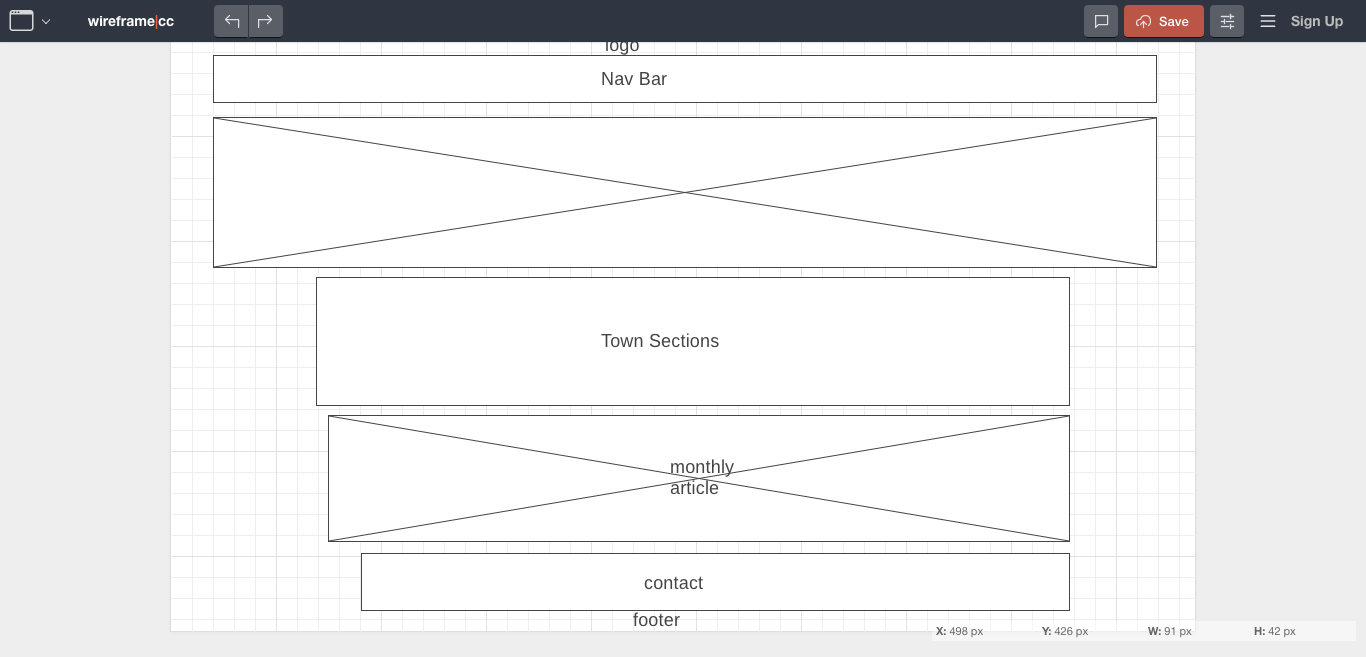 wireframe|cc
Save
Sign Up
logo
Nav Bar
Town Sections
monthly
article
contact
footer
X: 498 px Y: 426 px W: 91 px H: 42 px